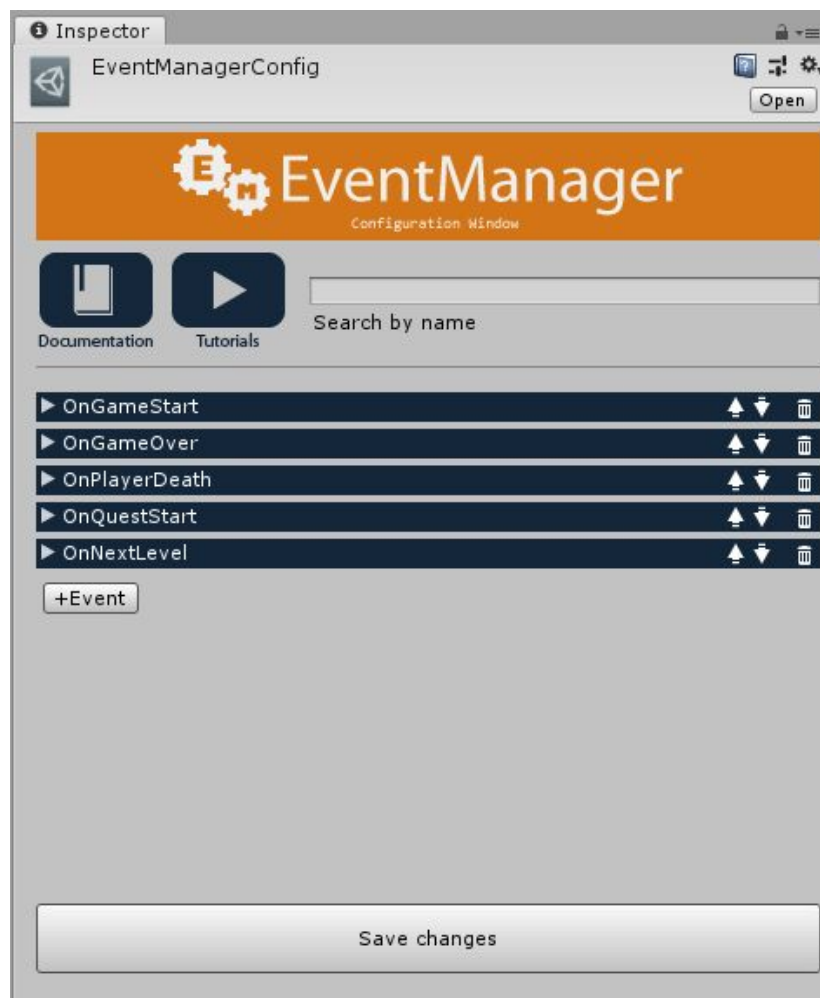 Inspector
EventManagerConfig
Open
E M EventManager
Configuration Window
Documentation
Tutorials
Search by name
OnGameStart
OnGameOver
OnPlayerDeath
OnQuestStart
OnNextLevel
+Event
Save changes